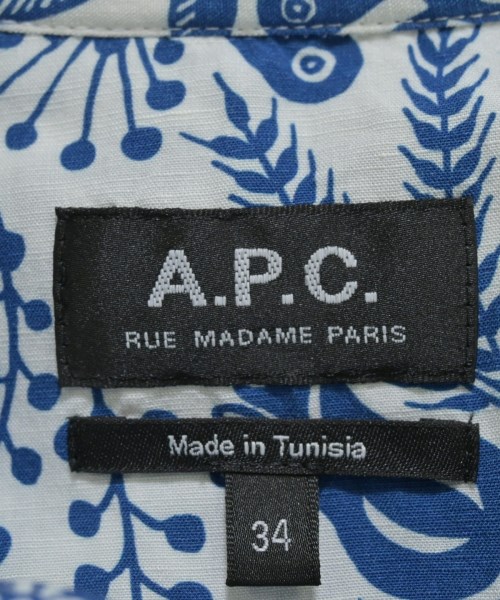 A.P.C.
RUE MADAME PARIS
Made in Tunisia
34